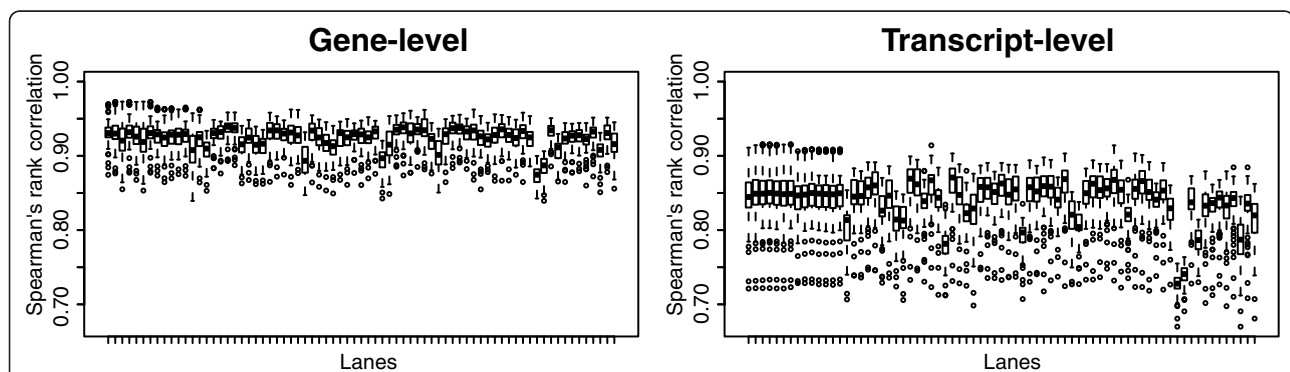 Gene-level
Spearman's rank correlation
1.00
0.90
0.80
0.70
Lanes
Transcript-level
Spearman's rank correlation
1.00
0.90
0.80
0.70
Lanes